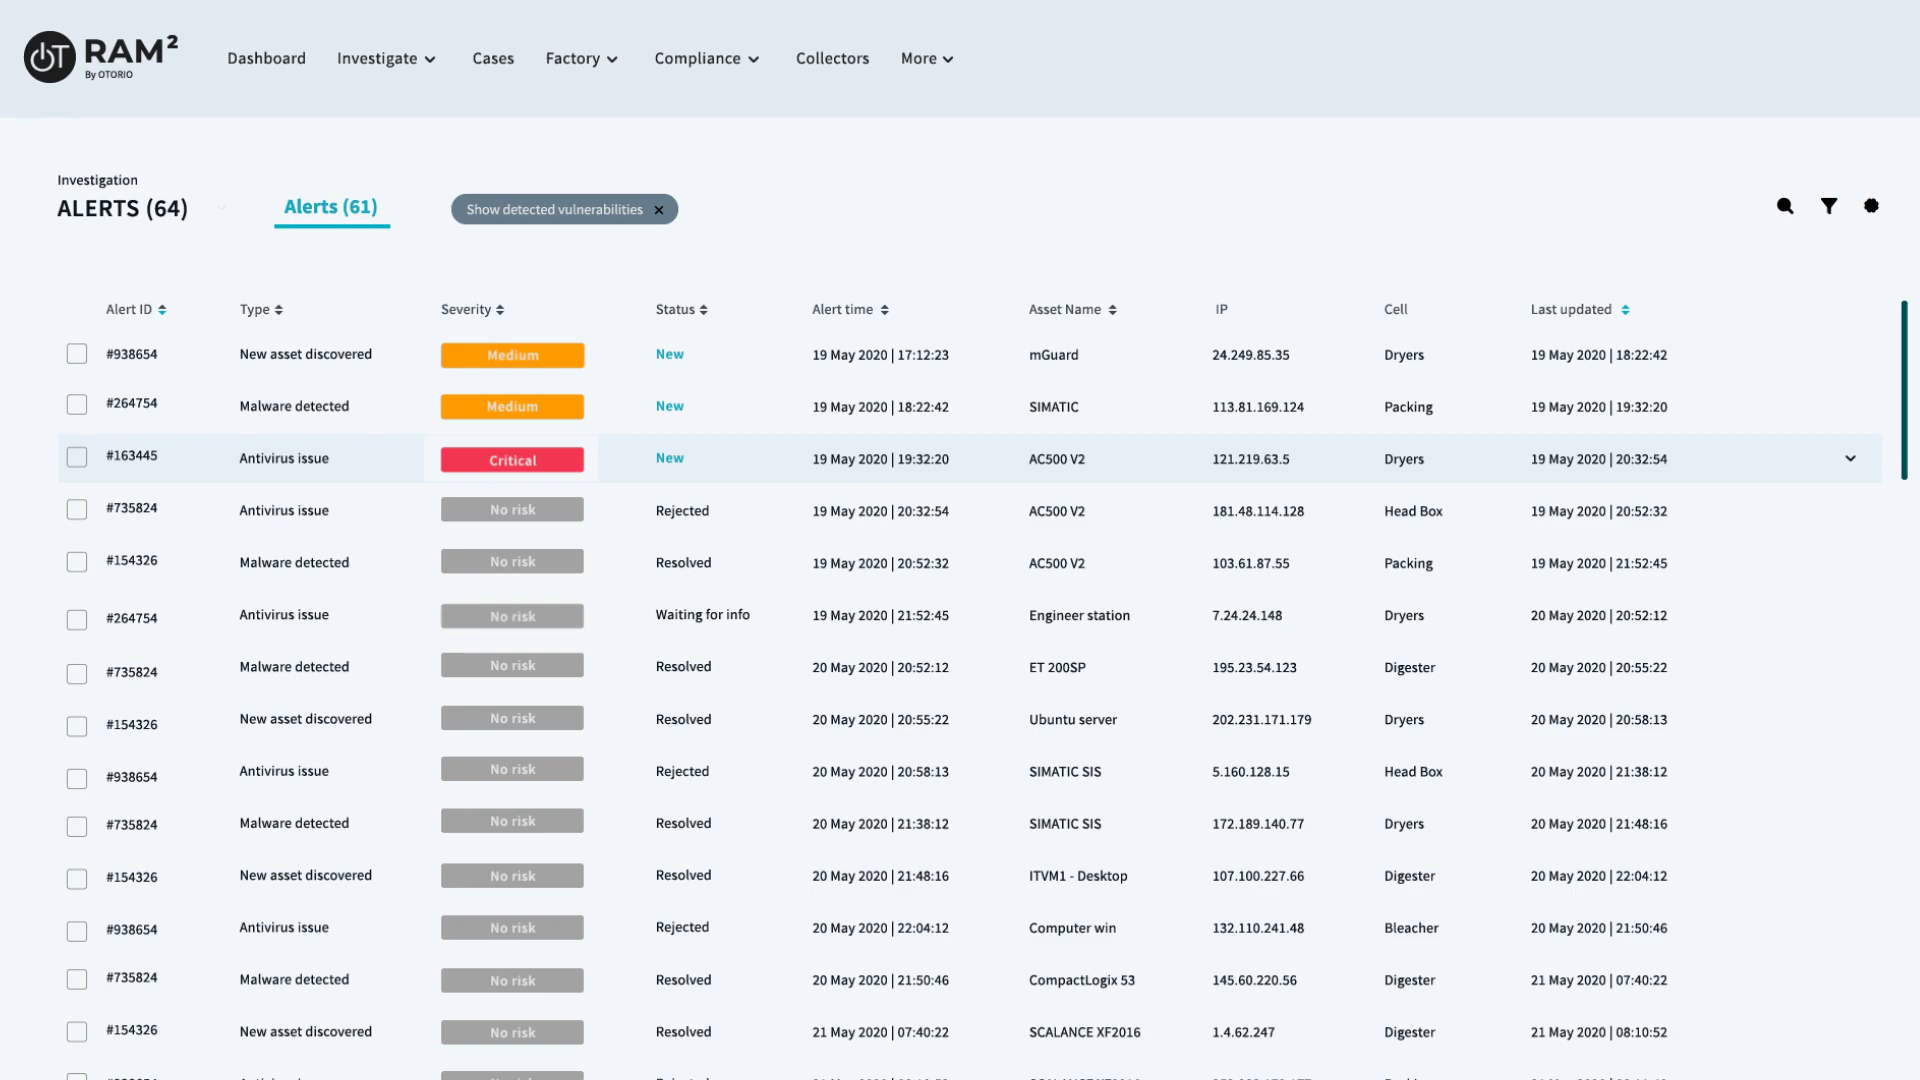 OT RAM²
By OTORIO
Dashboard Investigate Cases Factory Compliance Collectors More
Investigation
ALERTS (64) Alerts (61) Show detected vulnerabilities ×
Alert ID Type Severity Status Alert time Asset Name IP Cell Last updated
#938654 New asset discovered Medium New 19 May 2020 | 17:12:23 mGuard 24.249.85.35 Dryers 19 May 2020 | 18:22:42
#264754 Malware detected Medium New 19 May 2020 | 18:22:42 SIMATIC 113.81.169.124 Packing 19 May 2020 | 19:32:20
#163445 Antivirus issue Critical New 19 May 2020 | 19:32:20 AC500 V2 121.219.63.5 Dryers 19 May 2020 | 20:32:54
#735824 Antivirus issue No risk Rejected 19 May 2020 | 20:32:54 AC500 V2 181.48.114.128 Head Box 19 May 2020 | 20:52:32
#154326 Malware detected No risk Resolved 19 May 2020 | 20:52:32 AC500 V2 103.61.87.55 Packing 19 May 2020 | 21:52:45
#264754 Antivirus issue No risk Waiting for info 19 May 2020 | 21:52:45 Engineer station 7.24.24.148 Dryers 20 May 2020 | 20:52:12
#735824 Malware detected No risk Resolved 20 May 2020 | 20:52:12 ET 200SP 195.23.54.123 Digester 20 May 2020 | 20:55:22
#154326 New asset discovered No risk Resolved 20 May 2020 | 20:55:22 Ubuntu server 202.231.171.179 Dryers 20 May 2020 | 20:58:13
#938654 Antivirus issue No risk Rejected 20 May 2020 | 20:58:13 SIMATIC SIS 5.160.128.15 Head Box 20 May 2020 | 21:38:12
#735824 Malware detected No risk Resolved 20 May 2020 | 21:38:12 SIMATIC SIS 172.189.140.77 Dryers 20 May 2020 | 21:48:16
#154326 New asset discovered No risk Resolved 20 May 2020 | 21:48:16 ITVM1 - Desktop 107.100.227.66 Digester 20 May 2020 | 22:04:12
#938654 Antivirus issue No risk Rejected 20 May 2020 | 22:04:12 Computer win 132.110.241.48 Bleacher 20 May 2020 | 21:50:46
#735824 Malware detected No risk Resolved 20 May 2020 | 21:50:46 CompactLogix 53 145.60.220.56 Digester 21 May 2020 | 07:40:22
#154326 New asset discovered No risk Resolved 21 May 2020 | 07:40:22 SCALANCE XF2016 1.4.62.247 Digester 21 May 2020 | 08:10:52